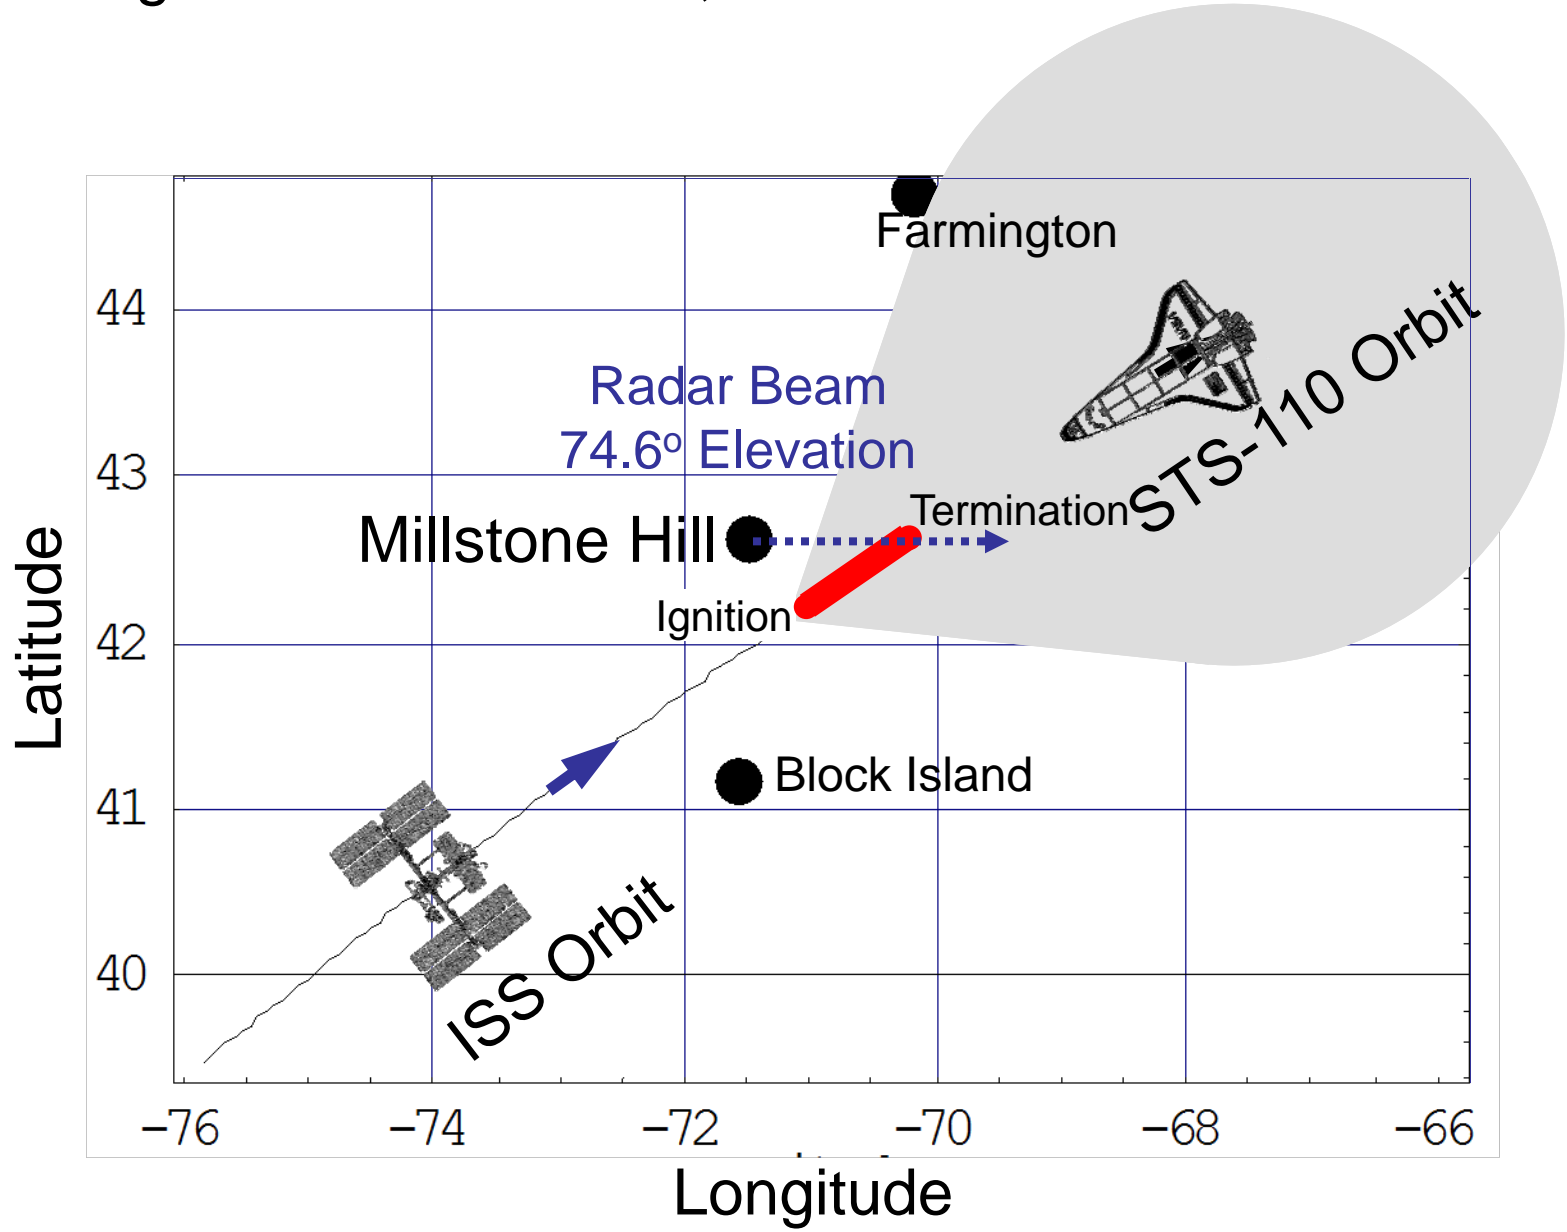 Farmington
44
Radar Beam
74.6º Elevation
STS-110 Orbit
43
Termination
Millstone Hill
Ignition
42
Latitude
Block Island
41
ISS Orbit
40
−76 −74 −72 −70 −68 −66
Longitude